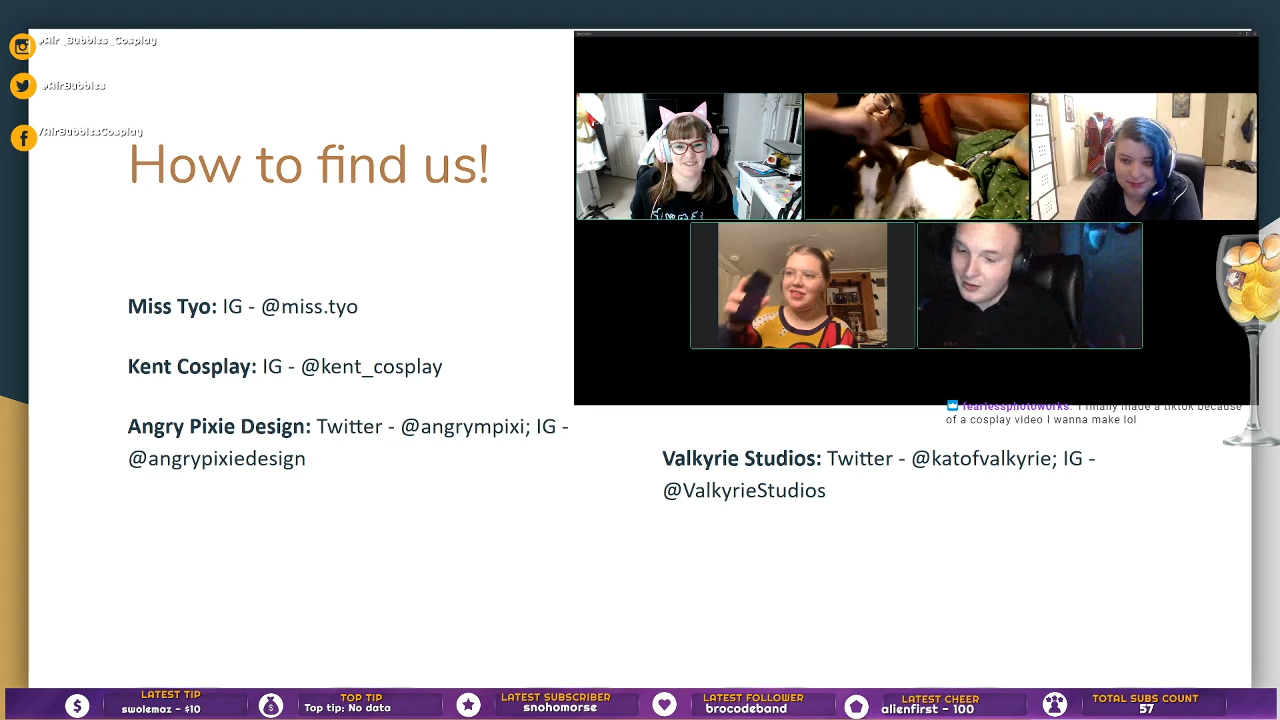 @Air_Bubbles_Cosplay
@AirBubbles
/AirBubblesCosplay
How to find us!
Miss Tyo: IG - @miss.tyo
Kent Cosplay: IG - @kent_cosplay
Angry Pixie Design: Twitter - @angrympixi; IG -
@angrypixiedesign
fearlessphotoworks: I finally made a tiktok because
of a cosplay video I wanna make lol
Valkyrie Studios: Twitter - @katofvalkyrie; IG -
@ValkyrieStudios
LATEST TIP
swolemaz - $10
TOP TIP
Top tip: No data
LATEST SUBSCRIBER
snohomorse
LATEST FOLLOWER
brocodeband
LATEST CHEER
alienfirst - 100
TOTAL SUBS COUNT
57